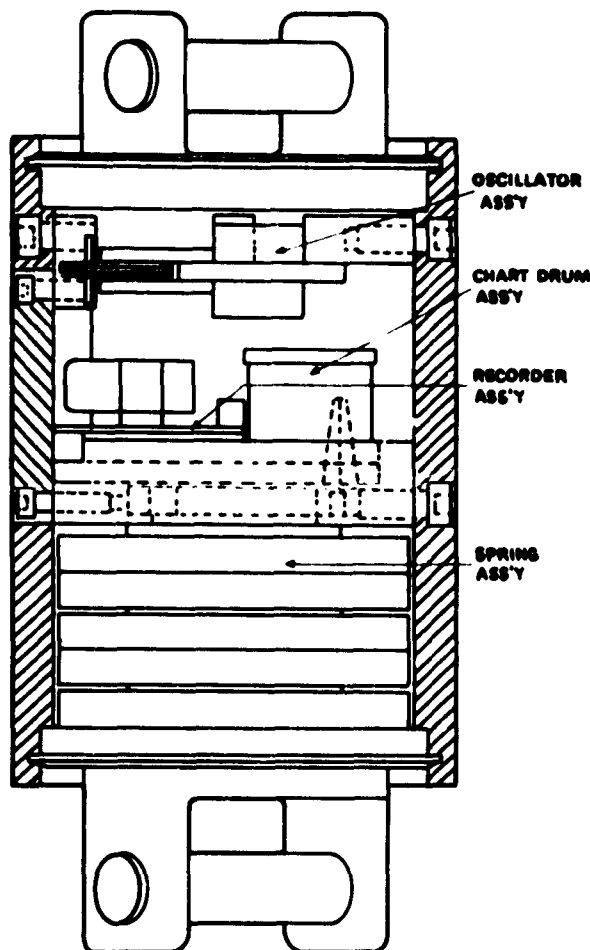 OSCILLATOR
ASS'Y
CHART DRUM
ASS'Y
RECORDER
ASS'Y
SPRING
ASS'Y